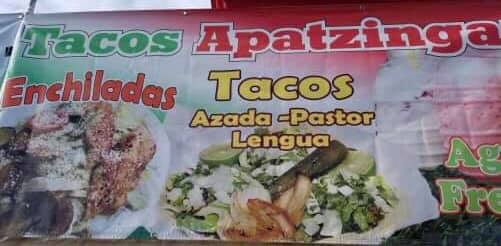 Tacos Apatzinga
Enchiladas
Tacos
Azada -Pastor
Lengua
Ag
Fre